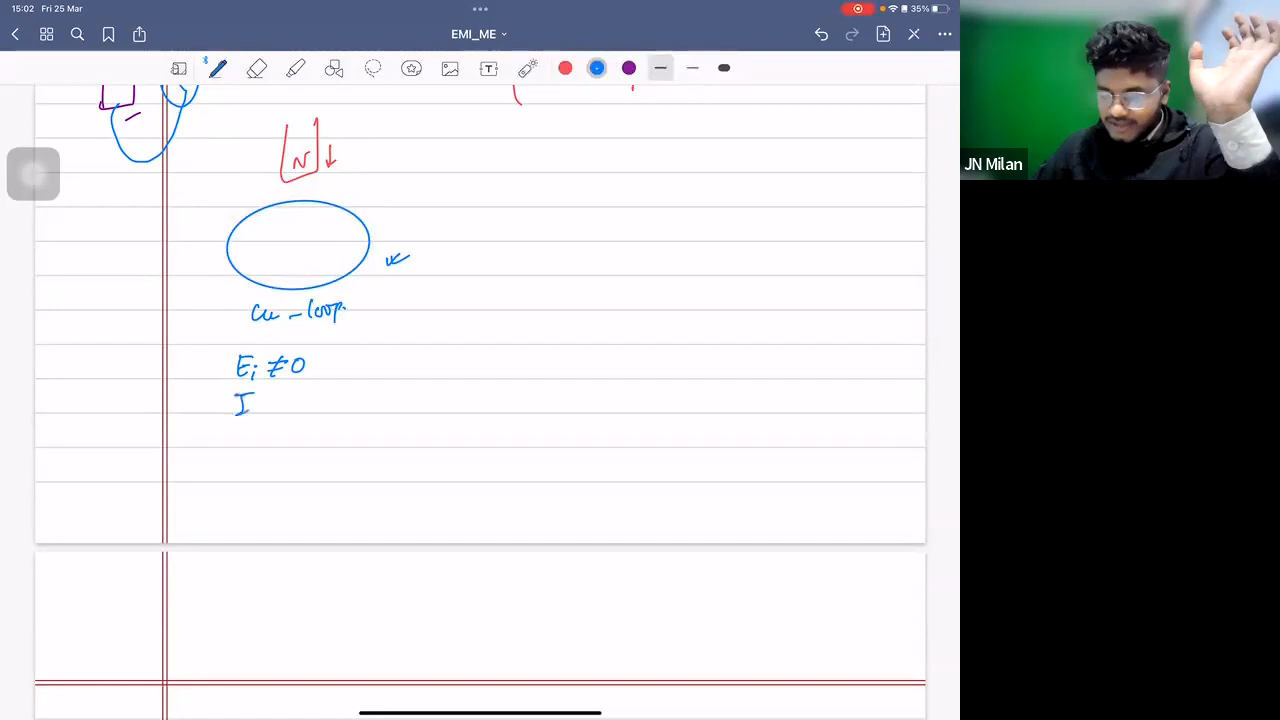 15:02 Fri 25 Mar
35%
EMI_ME
T
N
JN Milan
Cu - loop.
Ei ≠ 0
I